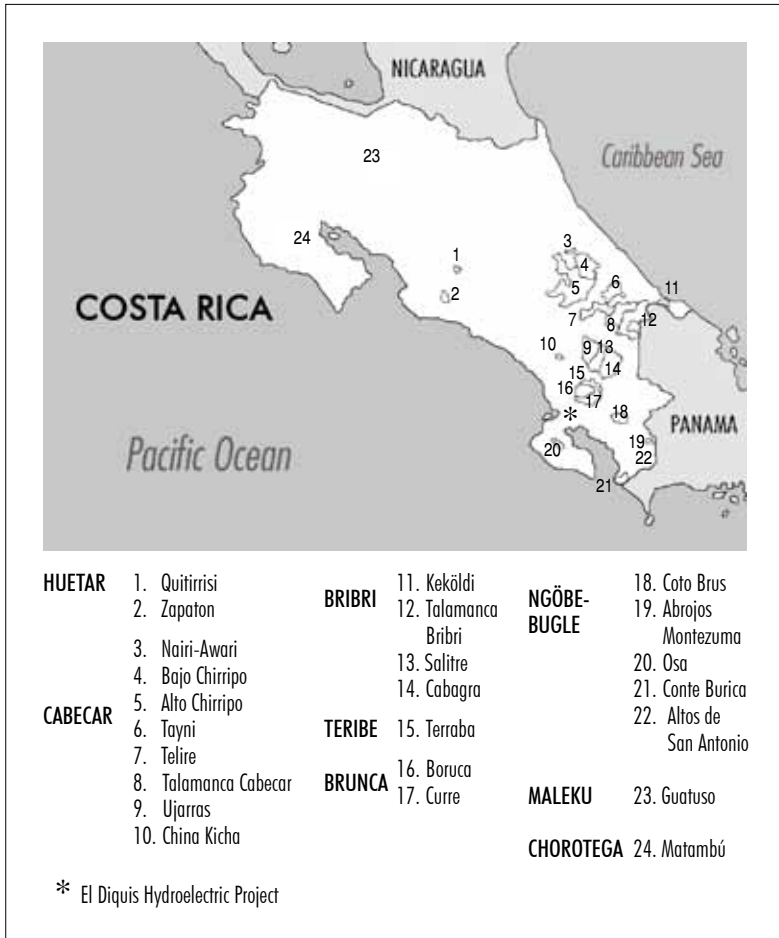 NICARAGUA
Caribbean Sea
23
24
1
2
3
4
5
6
11
COSTA RICA
7
8
12
10
9
13
15
14
16
17
*
18
PANAMA
Pacific Ocean
20
19
22
21
HUETAR
1. Quitirrisi
2. Zapaton
CABECAR
3. Nairi-Awari
4. Bajo Chirripo
5. Alto Chirripo
6. Tayni
7. Telire
8. Talamanca Cabecar
9. Ujarras
10. China Kicha
BRIBRI
11. Keköldi
12. Talamanca
Bribri
13. Salitre
14. Cabagra
TERIBE
15. Terraba
BRUNCA
16. Boruca
17. Curre
NGÖBE-
BUGLE
18. Coto Brus
19. Abrojos
Montezuma
20. Osa
21. Conte Burica
22. Altos de
San Antonio
MALEKU
23. Guatuso
CHOROTEGA
24. Matambú
* El Diquis Hydroelectric Project